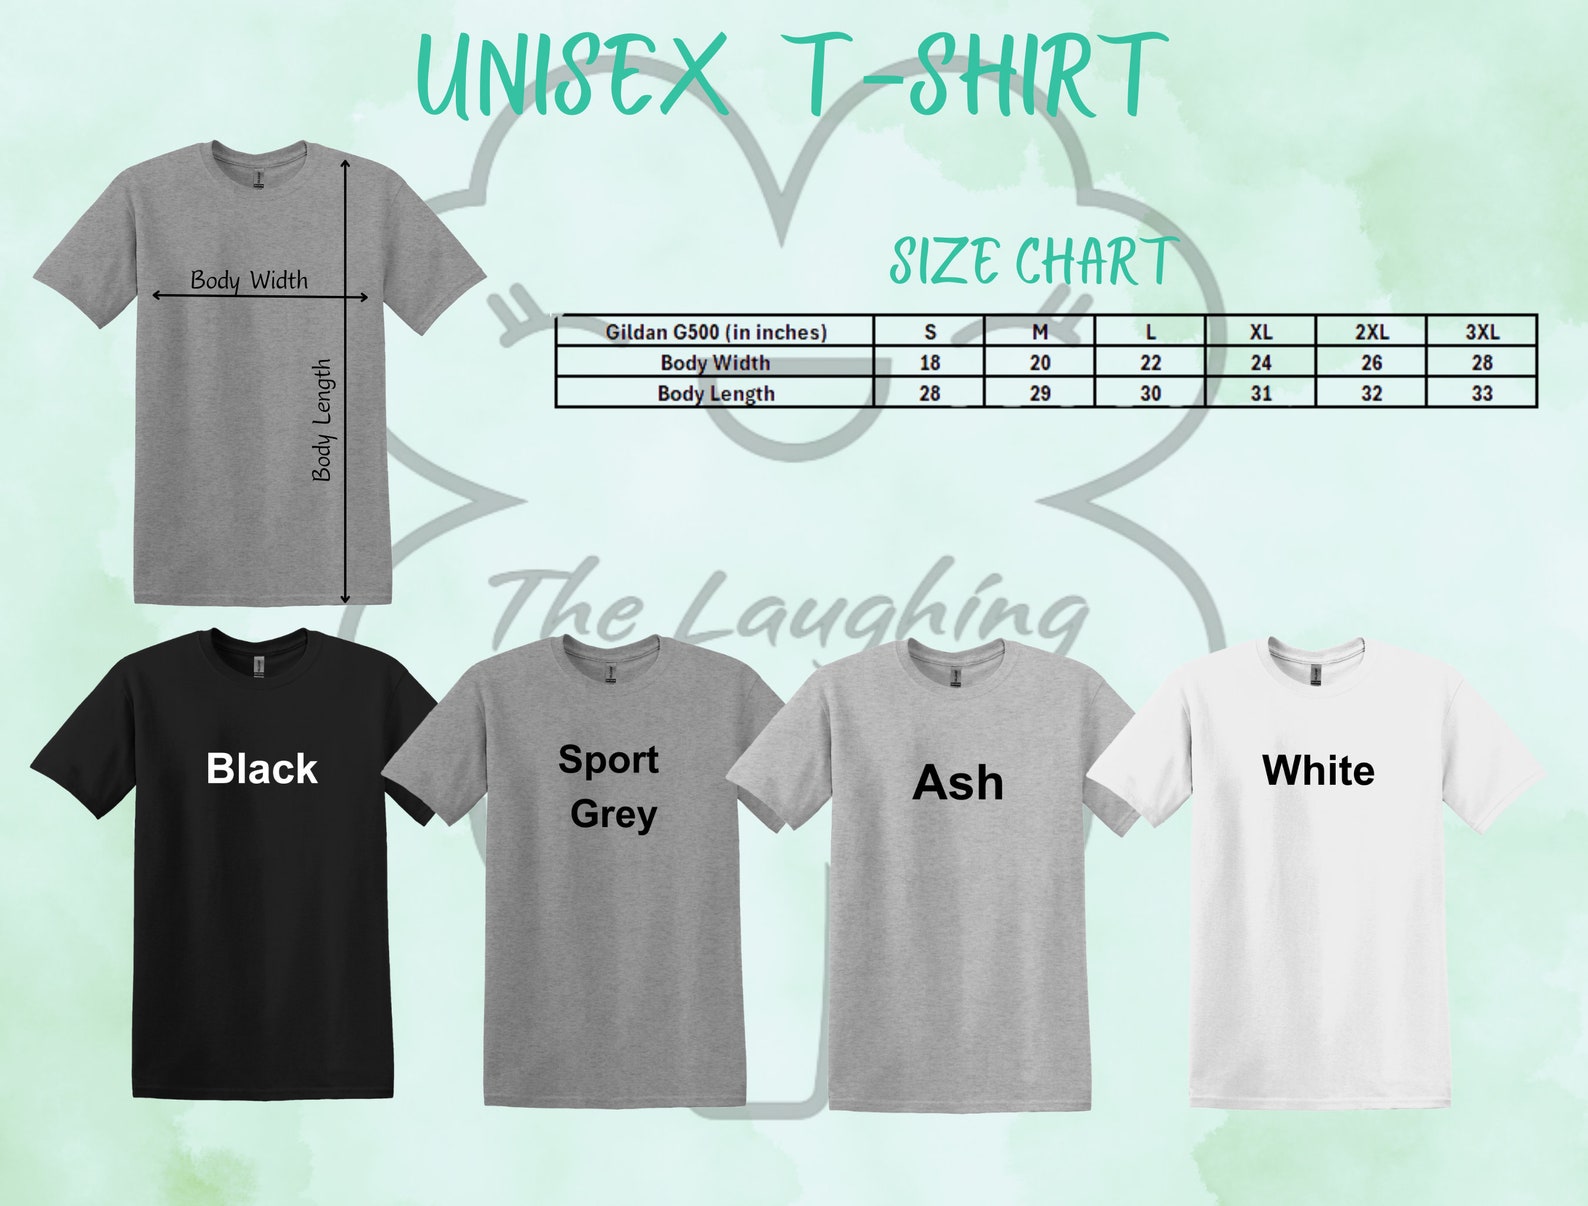 UNISEX T-SHIRT
Body Width
Body Length
SIZE CHART
Gildan G500 (in inches) S M L XL 2XL 3XL
Body Width 18 20 22 24 26 28
Body Length 28 29 30 31 32 33
The Laughing
Black
Sport
Grey
Ash
White